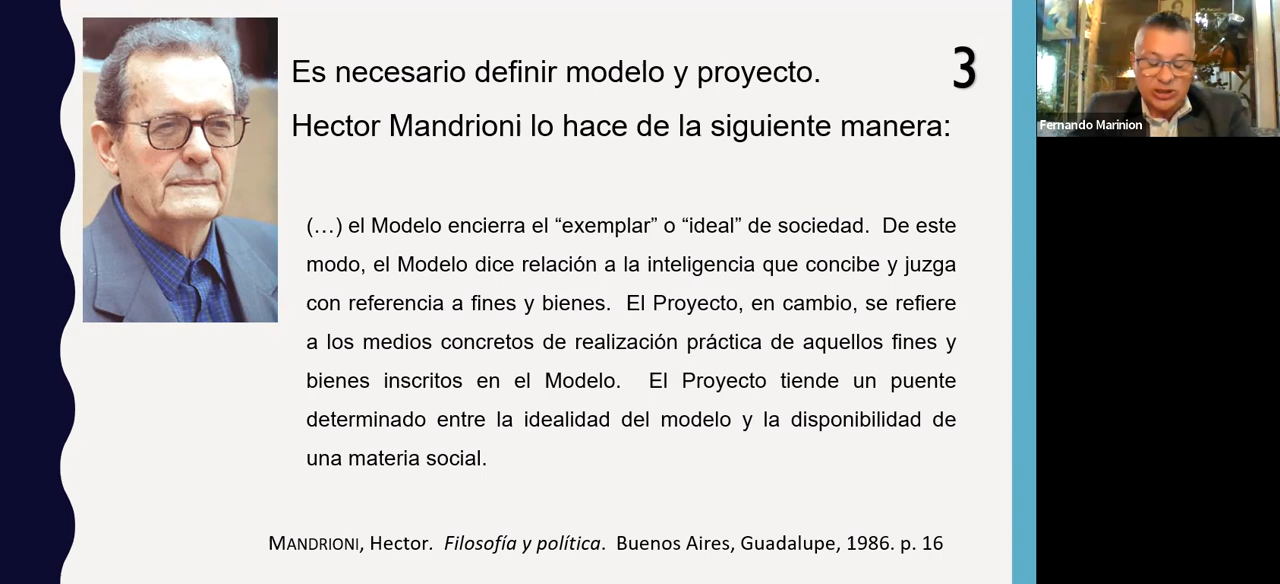 Es necesario definir modelo y proyecto.
3
Hector Mandrioni lo hace de la siguiente manera:
(…) el Modelo encierra el “exemplar” o “ideal” de sociedad. De este
modo, el Modelo dice relación a la inteligencia que concibe y juzga
con referencia a fines y bienes. El Proyecto, en cambio, se refiere
a los medios concretos de realización práctica de aquellos fines y
bienes inscritos en el Modelo. El Proyecto tiende un puente
determinado entre la idealidad del modelo y la disponibilidad de
una materia social.
MANDRIONI, Hector. Filosofía y política. Buenos Aires, Guadalupe, 1986. p. 16
Fernando Marinion